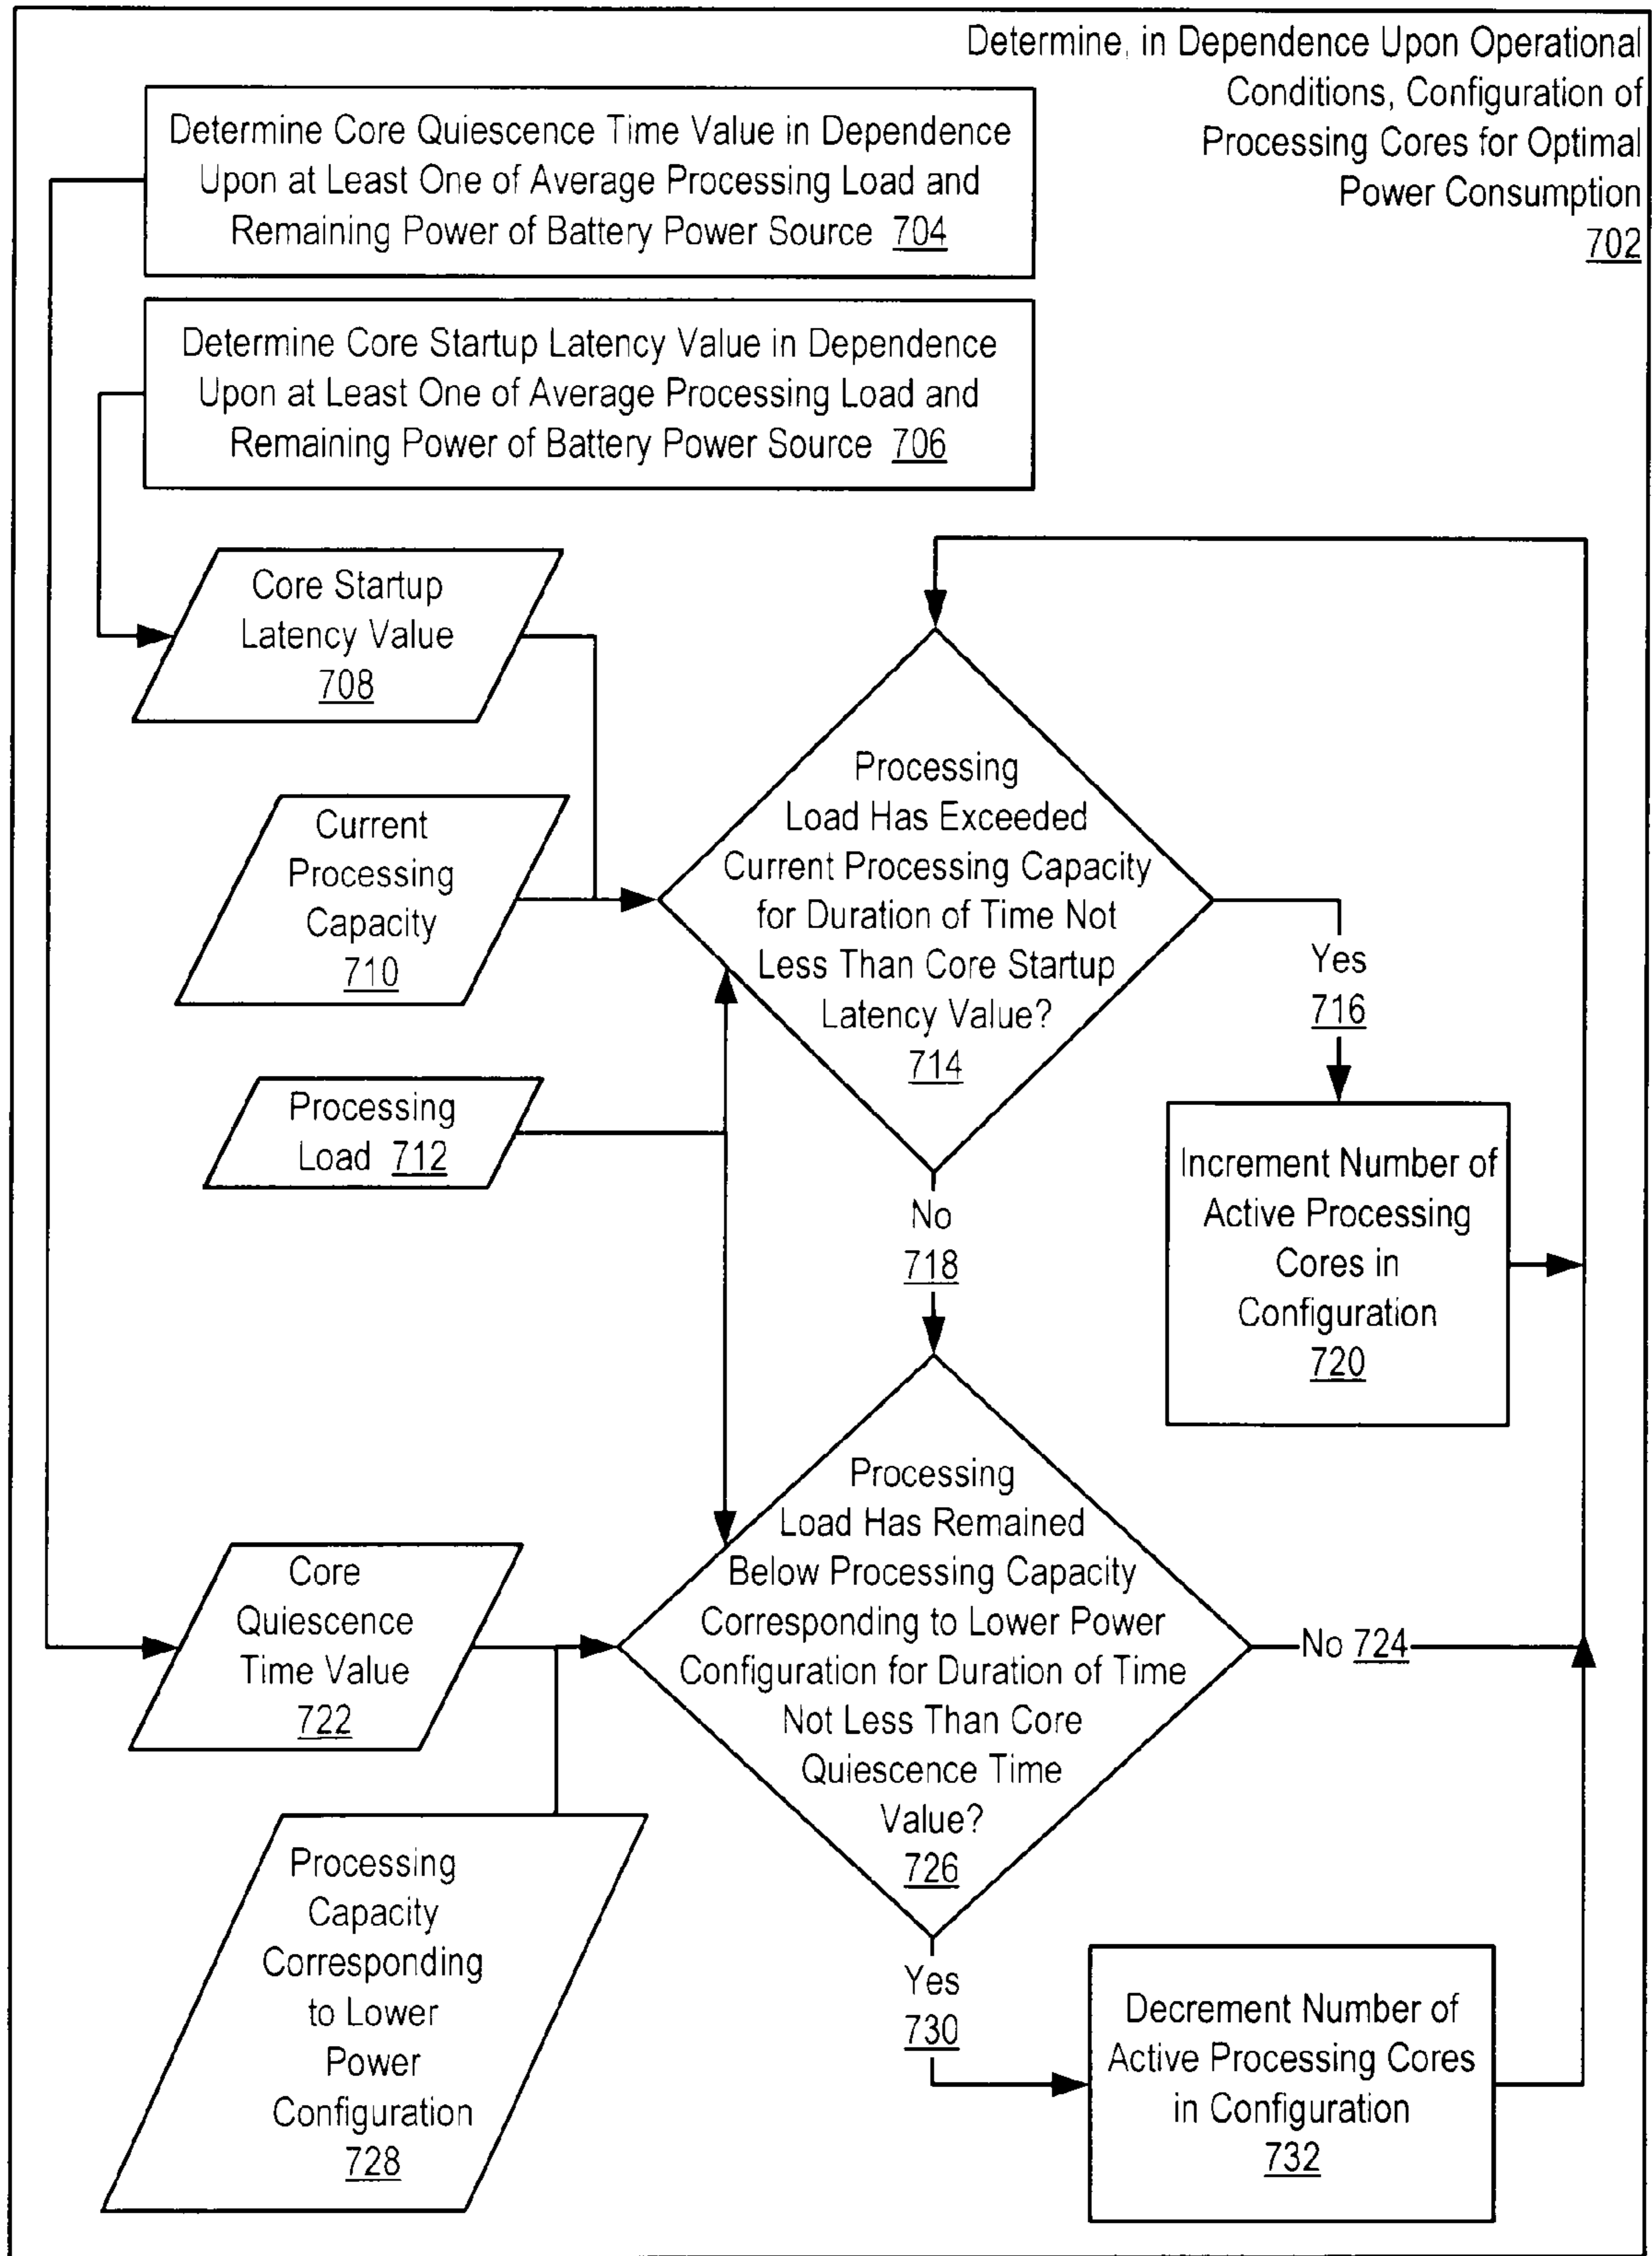 Determine, in Dependence Upon Operational
Conditions, Configuration of
Processing Cores for Optimal
Power Consumption
702
Determine Core Quiescence Time Value in Dependence
Upon at Least One of Average Processing Load and
Remaining Power of Battery Power Source 704
Determine Core Startup Latency Value in Dependence
Upon at Least One of Average Processing Load and
Remaining Power of Battery Power Source 706
Core Startup
Latency Value
708
Current
Processing
Capacity
710
Processing
Load Has Exceeded
Current Processing Capacity
for Duration of Time Not
Less Than Core Startup
Latency Value?
714
Yes
716
Processing
Load 712
Increment Number of
Active Processing
Cores in
Configuration
720
No
718
Core
Quiescence
Time Value
722
Processing
Load Has Remained
Below Processing Capacity
Corresponding to Lower Power
Configuration for Duration of Time
Not Less Than Core
Quiescence Time
Value?
726
No 724
Processing
Capacity
Corresponding
to Lower
Power
Configuration
728
Yes
730
Decrement Number of
Active Processing Cores
in Configuration
732